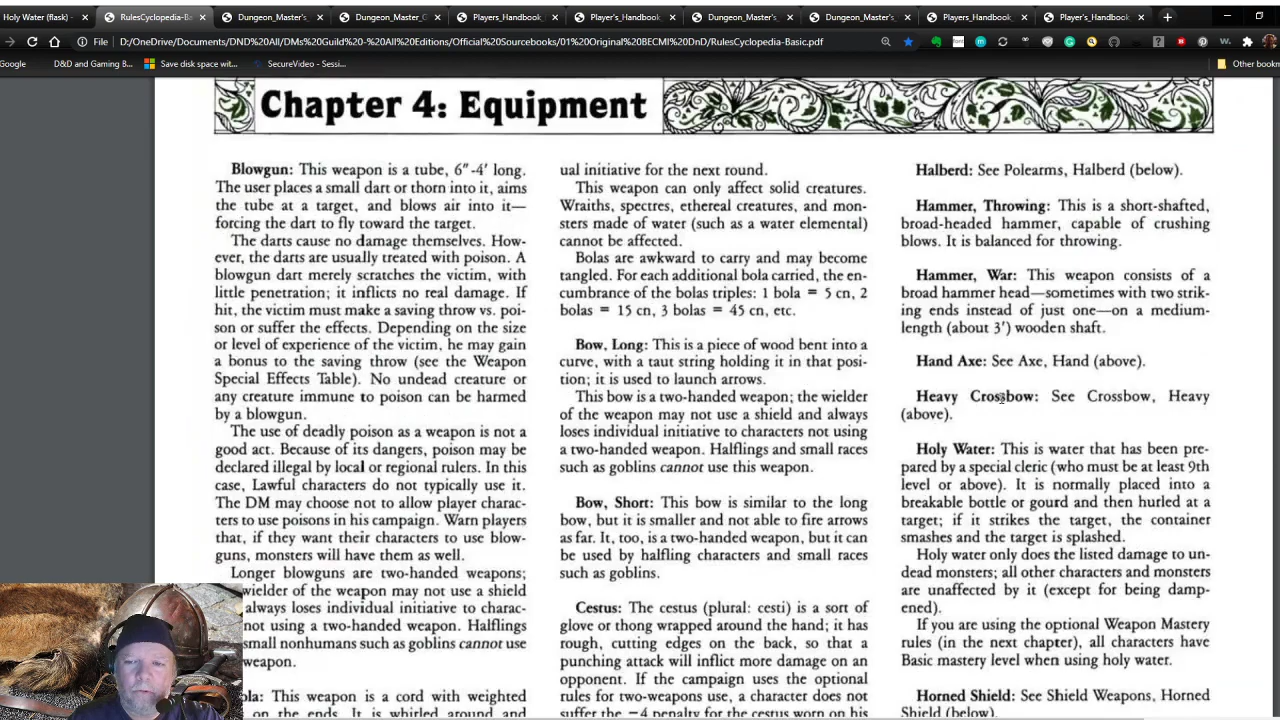 Holy Water (flask) -
RulesCyclopedia-Ba
Dungeon_Master's_
Dungeon_Master_G
Players_Handbook_
Player's_Handbook_
Dungeon_Master's_
Dungeon_Master's_
Players_Handbook_
Player's_Handbook_
File
D:/OneDrive/Documents/DND%20All/DMs%20Guild%20-%20All%20Editions/Official%20Sourcebooks/01%20Original%20BECMI%20DnD/RulesCyclopedia-Basic.pdf
Google
D&D and Gaming B...
Save disk space wit...
SecureVideo - Sessi...
Other bookm
Chapter 4: Equipment
Blowgun: This weapon is a tube, 6"-4' long.
The user places a small dart or thorn into it, aims
the tube at a target, and blows air into it—
forcing the dart to fly toward the target.
The darts cause no damage themselves. How-
ever, the darts are usually treated with poison. A
blowgun dart merely scratches the victim, with
little penetration; it inflicts no real damage. If
hit, the victim must make a saving throw vs. poi-
son or suffer the effects. Depending on the size
or level of experience of the victim, he may gain
a bonus to the saving throw (see the Weapon
Special Effects Table). No undead creature or
any creature immune to poison can be harmed
by a blowgun.
The use of deadly poison as a weapon is not a
good act. Because of its dangers, poison may be
declared illegal by local or regional rulers. In this
case, Lawful characters do not typically use it.
The DM may choose not to allow player charac-
ters to use poisons in his campaign. Warn players
that, if they want their characters to use blow-
guns, monsters will have them as well.
Longer blowguns are two-handed weapons;
wielder of the weapon may not use a shield
always loses individual initiative to charac-
not using a two-handed weapon. Halflings
small nonhumans such as goblins cannot use
weapon.
ola: This weapon is a cord with weighted
on the ends. It is whirled around and
ual initiative for the next round.
This weapon can only affect solid creatures.
Wraiths, spectres, ethereal creatures, and mon-
sters made of water (such as a water elemental)
cannot be affected.
Bolas are awkward to carry and may become
tangled. For each additional bola carried, the en-
cumbrance of the bolas triples: 1 bola = 5 cn, 2
bolas = 15 cn, 3 bolas = 45 cn, etc.
Bow, Long: This is a piece of wood bent into a
curve, with a taut string holding it in that posi-
tion; it is used to launch arrows.
This bow is a two-handed weapon; the wielder
of the weapon may not use a shield and always
loses individual initiative to characters not using
a two-handed weapon. Halflings and small races
such as goblins cannot use this weapon.
Bow, Short: This bow is similar to the long
bow, but it is smaller and not able to fire arrows
as far. It, too, is a two-handed weapon, but it can
be used by halfling characters and small races
such as goblins.
Cestus: The cestus (plural: cesti) is a sort of
glove or thong wrapped around the hand; it has
rough, cutting edges on the back, so that a
punching attack will inflict more damage on an
opponent. If the campaign uses the optional
rules for two-weapons use, a character does not
suffer the −4 penalty for the cestus worn on his
Halberd: See Polearms, Halberd (below).
Hammer, Throwing: This is a short-shafted,
broad-headed hammer, capable of crushing
blows. It is balanced for throwing.
Hammer, War: This weapon consists of a
broad hammer head—sometimes with two strik-
ing ends instead of just one—on a medium-
length (about 3') wooden shaft.
Hand Axe: See Axe, Hand (above).
Heavy Crossbow: See Crossbow, Heavy
(above).
Holy Water: This is water that has been pre-
pared by a special cleric (who must be at least 9th
level or above). It is normally placed into a
breakable bottle or gourd and then hurled at a
target; if it strikes the target, the container
smashes and the target is splashed.
Holy water only does the listed damage to un-
dead monsters; all other characters and monsters
are unaffected by it (except for being damp-
ened).
If you are using the optional Weapon Mastery
rules (in the next chapter), all characters have
Basic mastery level when using holy water.
Horned Shield: See Shield Weapons, Horned
Shield (below).